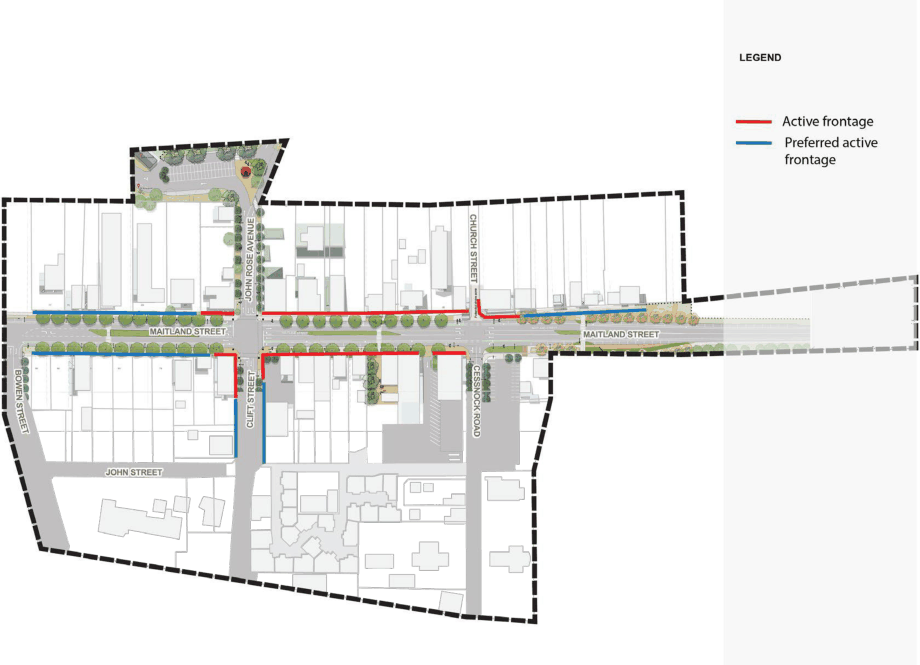 LEGEND
Active frontage
Preferred active
frontage
JOHN ROSE AVENUE
CHURCH STREET
MAITLAND STREET
MAITLAND STREET
BOWEN STREET
CLIFT STREET
CESSNOCK ROAD
JOHN STREET